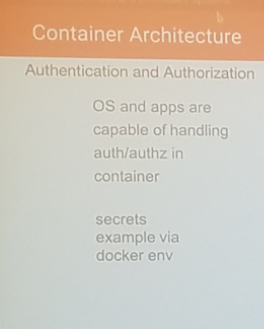 Container Architecture
Authentication and Authorization
OS and apps are
capable of handling
auth/authz in
container
secrets
example via
docker env